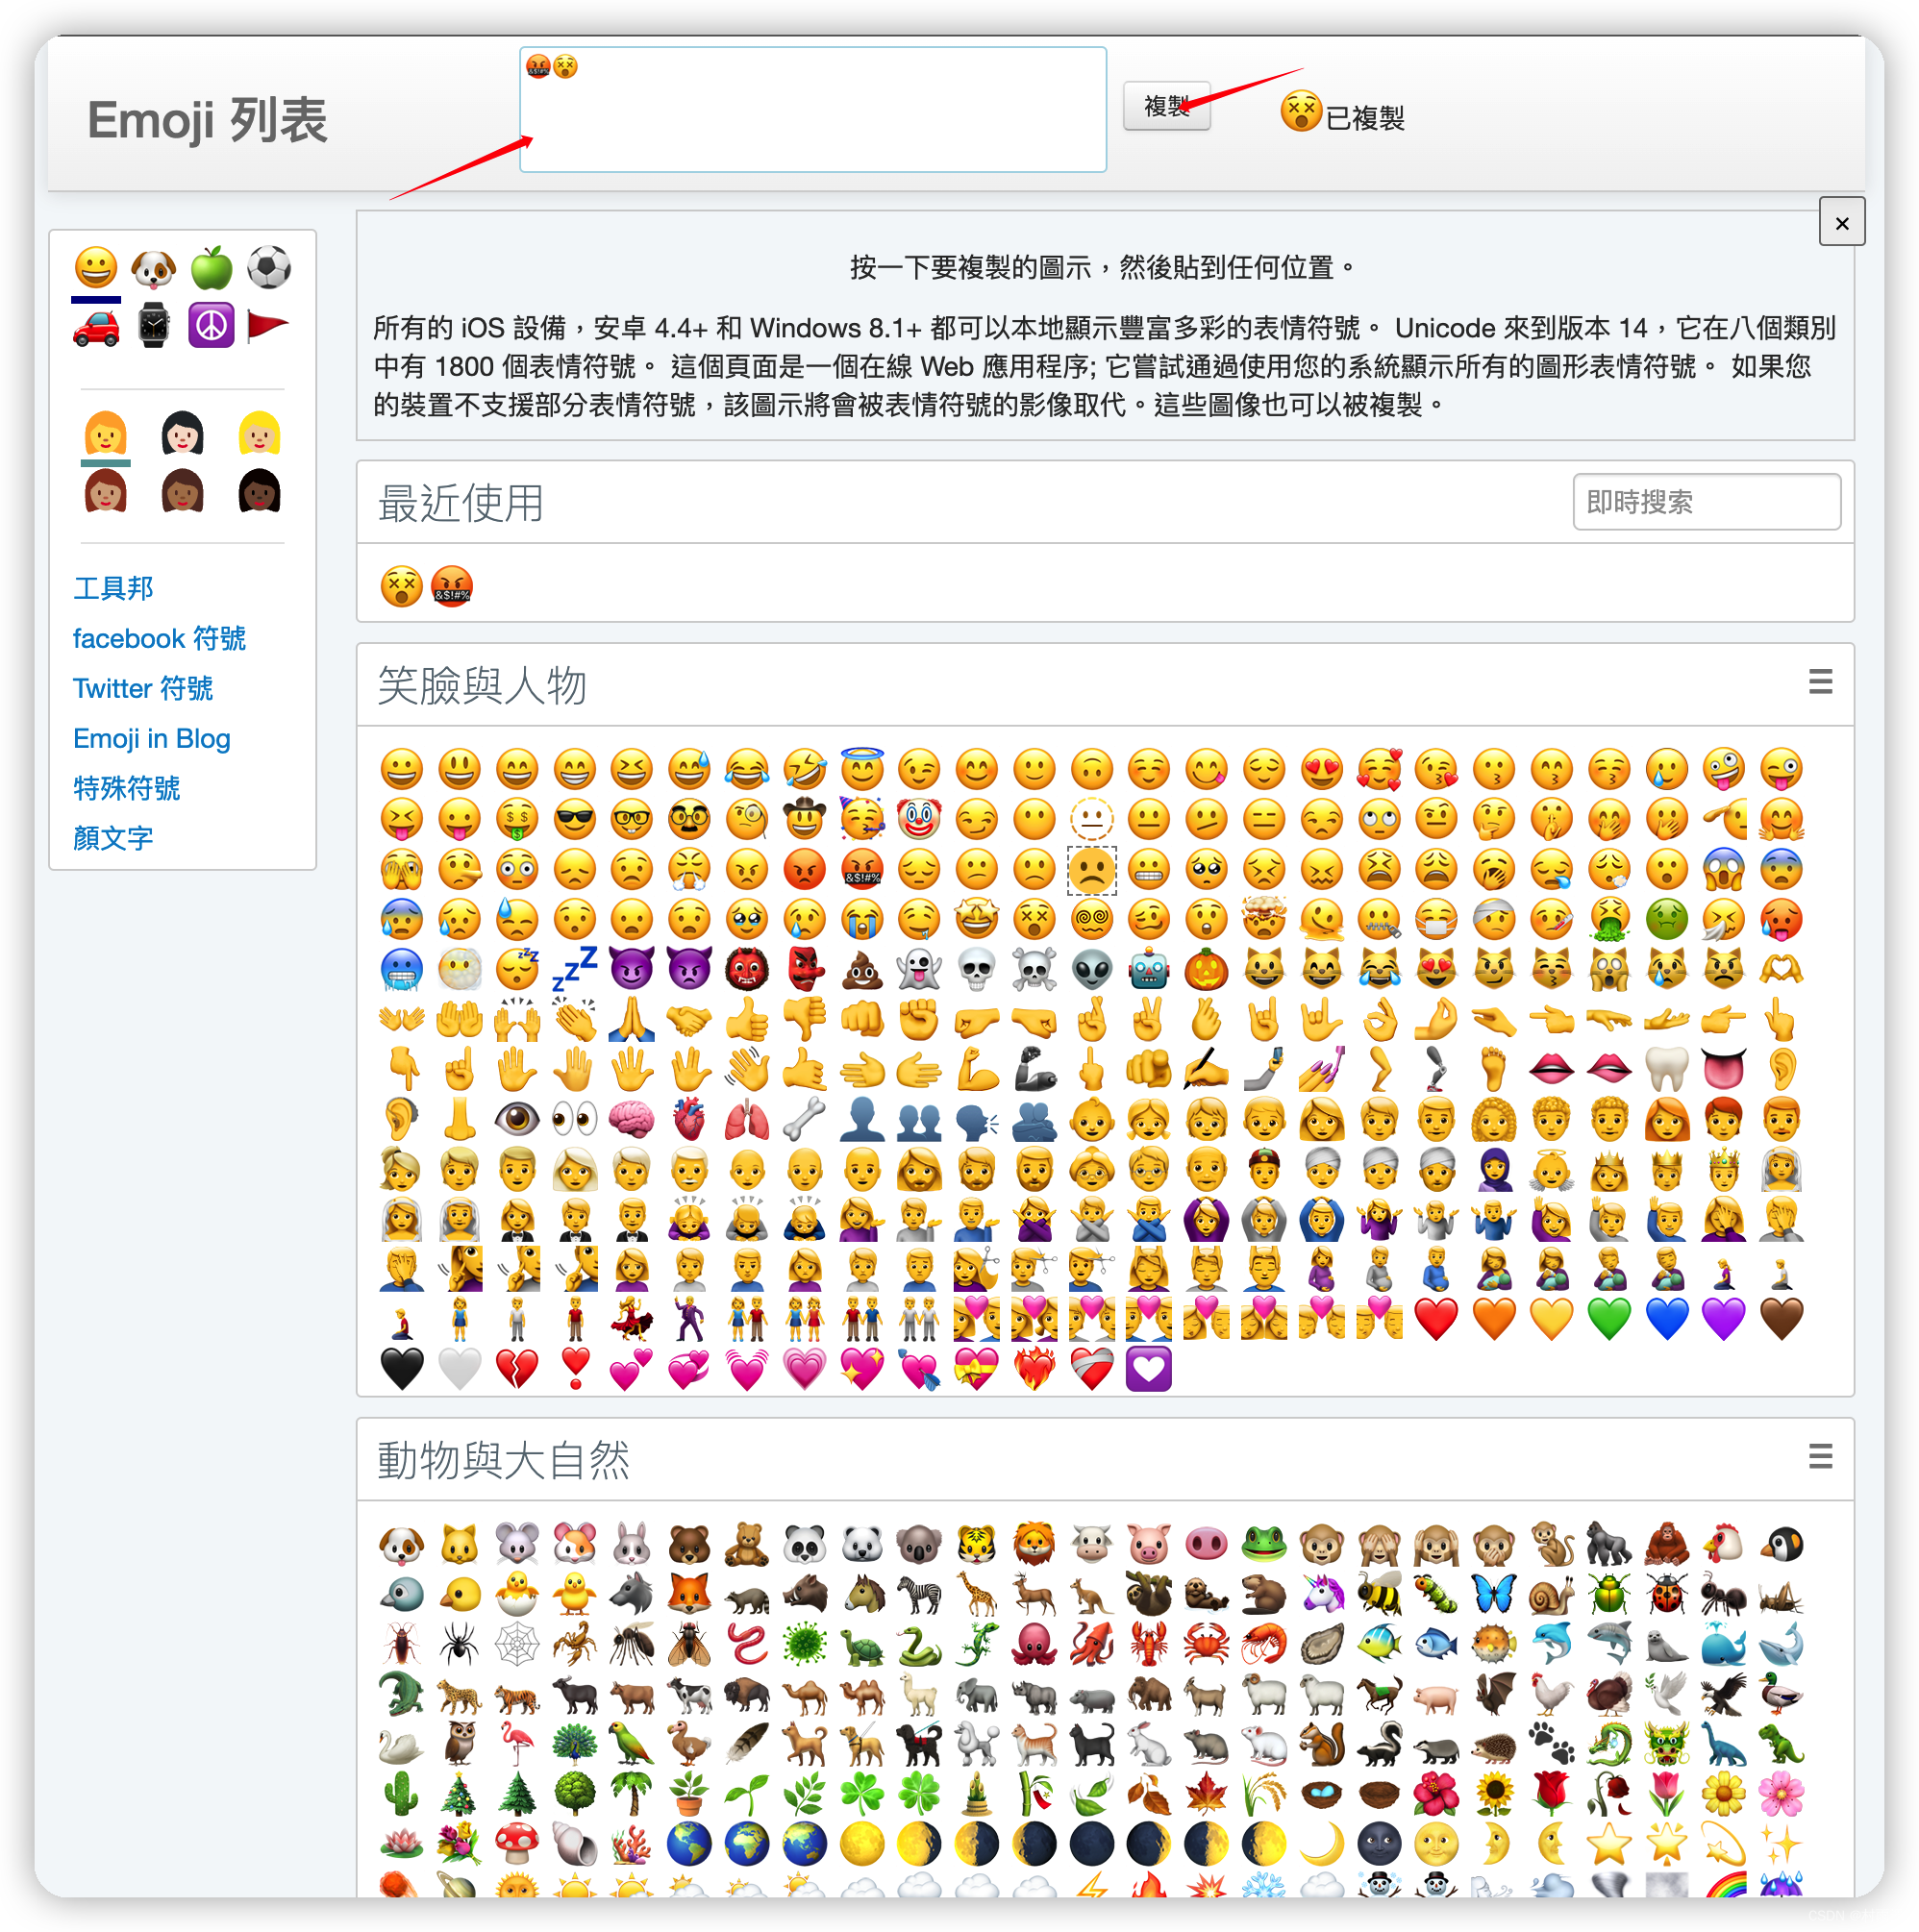 Emoji 列表
複製
已複製
×
按一下要複製的圖示，然後貼到任何位置。
所有的 iOS 設備，安卓 4.4+ 和 Windows 8.1+ 都可以本地顯示豐富多彩的表情符號。 Unicode 來到版本 14，它在八個類別
中有 1800 個表情符號。 這個頁面是一個在線 Web 應用程序; 它嘗試通過使用您的系統顯示所有的圖形表情符號。 如果您
的裝置不支援部分表情符號，該圖示將會被表情符號的影像取代。這些圖像也可以被複製。
最近使用
即時搜索
工具邦
facebook 符號
Twitter 符號
Emoji in Blog
特殊符號
顏文字
笑臉與人物
動物與大自然